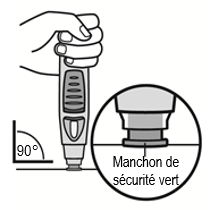 90°
Manchon de
sécurité vert